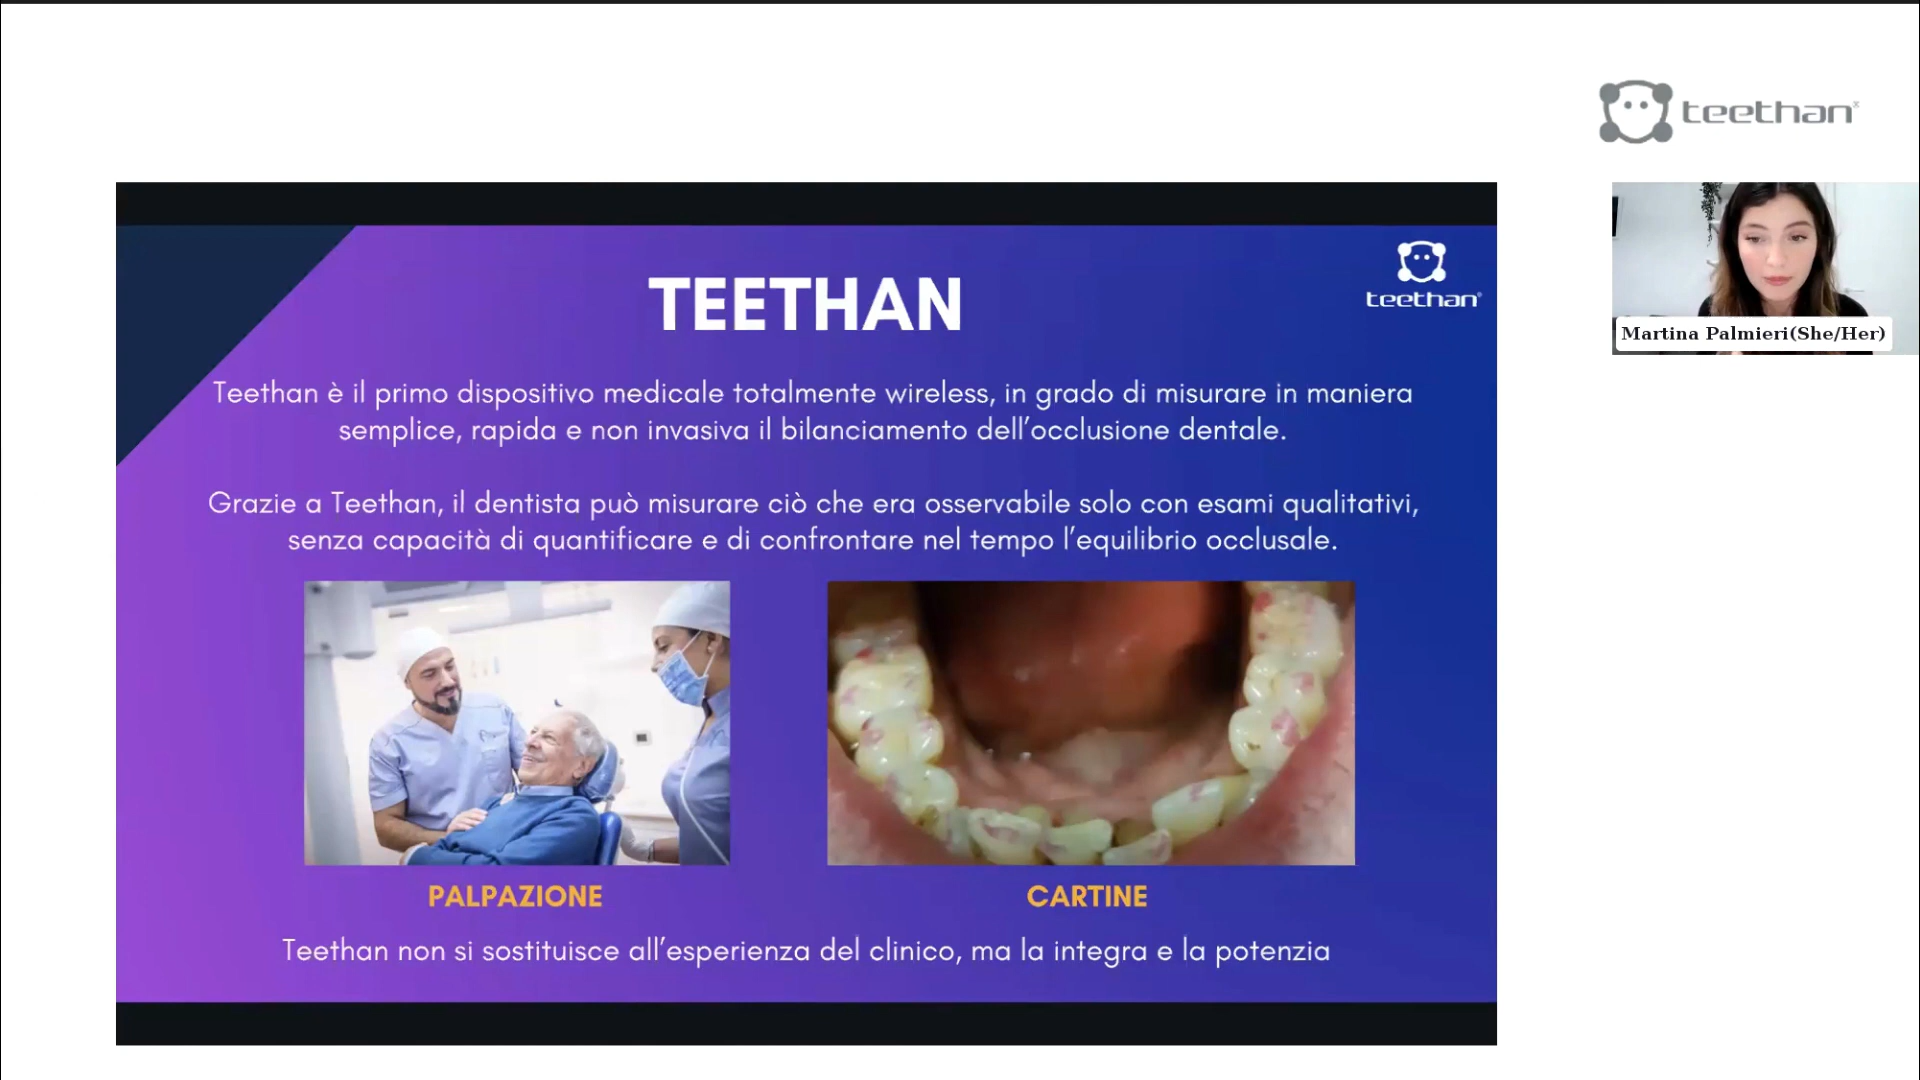 teethan
TEETHAN
teethan
Martina Palmieri(She/Her)
Teethan è il primo dispositivo medicale totalmente wireless, in grado di misurare in maniera
semplice, rapida e non invasiva il bilanciamento dell'occlusione dentale.
Grazie a Teethan, il dentista può misurare ciò che era osservabile solo con esami qualitativi,
senza capacità di quantificare e di confrontare nel tempo l'equilibrio occlusale.
PALPAZIONE
CARTINE
Teethan non si sostituisce all'esperienza del clinico, ma la integra e la potenzia